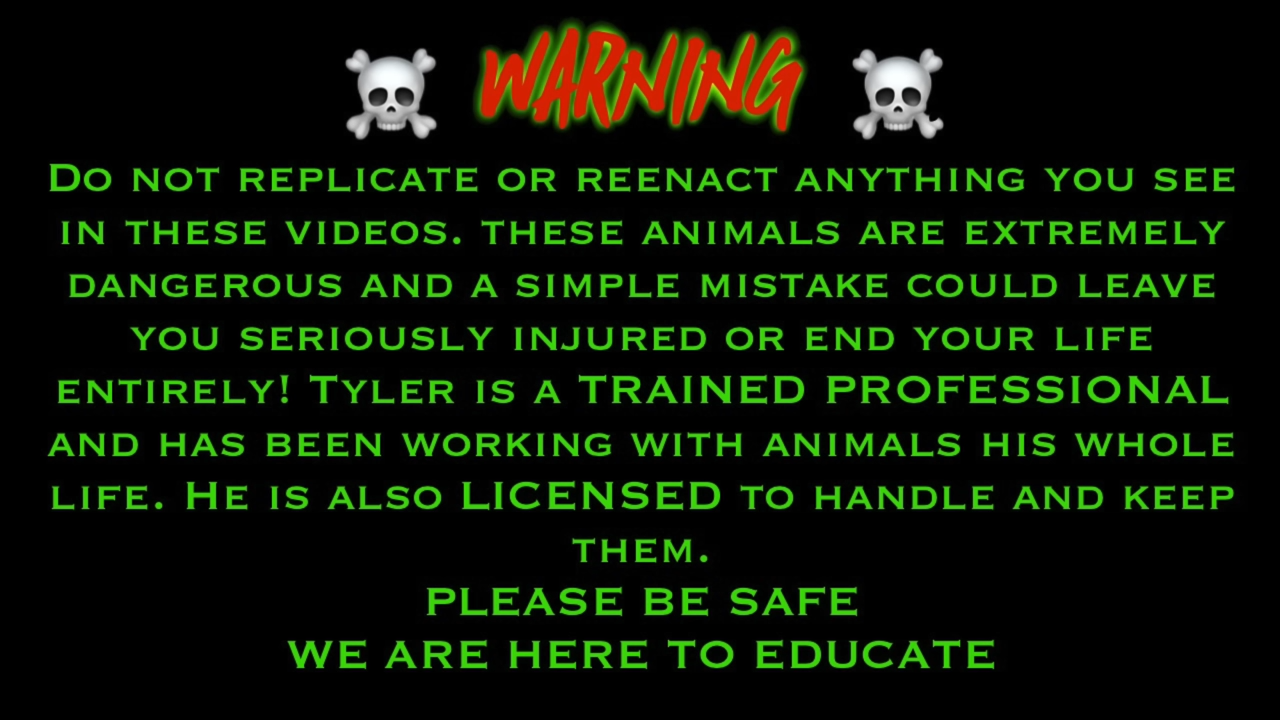 WARNING
Do not replicate or reenact anything you see
in these videos. these animals are extremely
dangerous and a simple mistake could leave
you seriously injured or end your life
entirely! Tyler is a TRAINED PROFESSIONAL
and has been working with animals his whole
life. He is also LICENSED to handle and keep
them.
PLEASE BE SAFE
WE ARE HERE TO EDUCATE